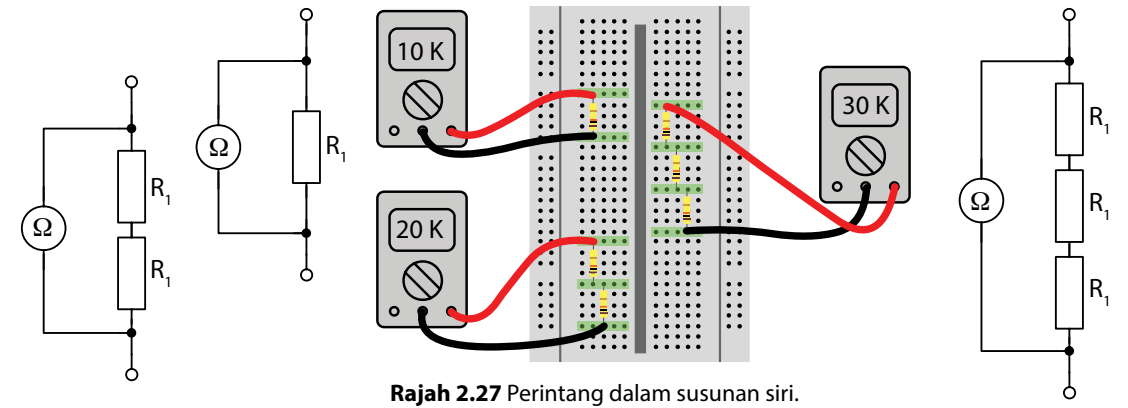 Ω
R₁
R₁
Ω
R₁
10 K
20 K
30 K
Ω
R₁
R₁
R₁
Rajah 2.27 Perintang dalam susunan siri.